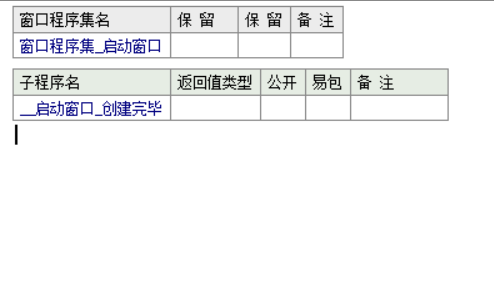 窗口程序集名 保 留 保 留 备 注
窗口程序集_启动窗口
子程序名 返回值类型 公开 易包 备 注
__启动窗口_创建完毕